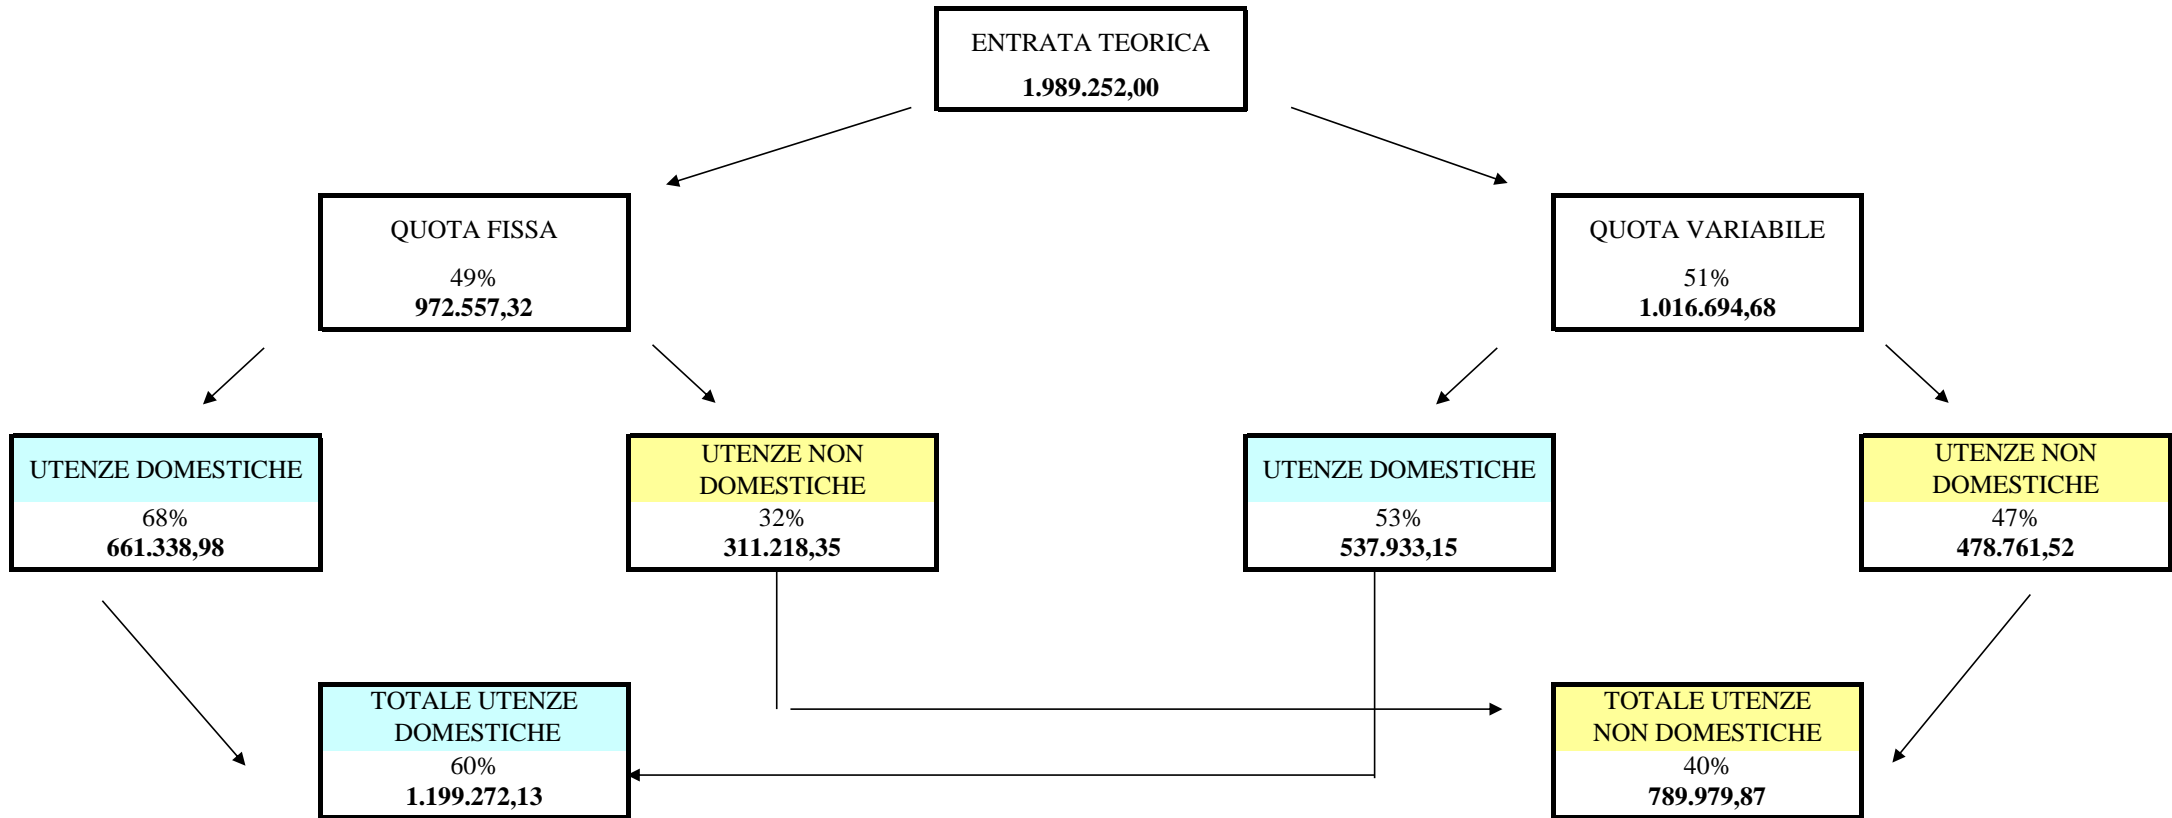 ENTRATA TEORICA
1.989.252,00
QUOTA FISSA
49%
972.557,32
QUOTA VARIABILE
51%
1.016.694,68
UTENZE DOMESTICHE
68%
661.338,98
UTENZE NON
DOMESTICHE
32%
311.218,35
UTENZE DOMESTICHE
53%
537.933,15
UTENZE NON
DOMESTICHE
47%
478.761,52
TOTALE UTENZE
DOMESTICHE
60%
1.199.272,13
TOTALE UTENZE
NON DOMESTICHE
40%
789.979,87